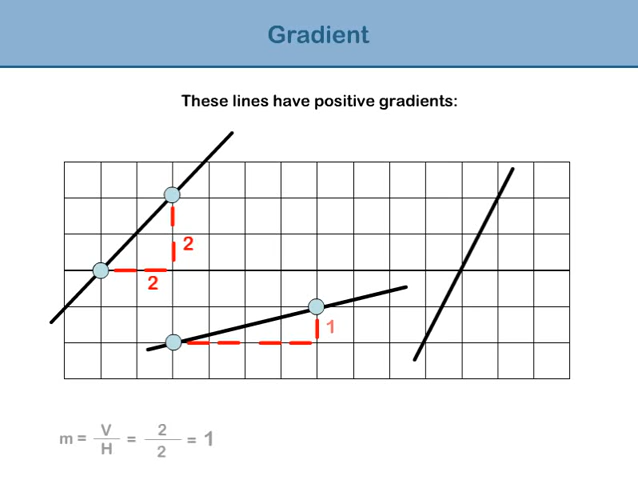 Gradient
These lines have positive gradients:
2
2
1
m = V/H = 2/2 = 1